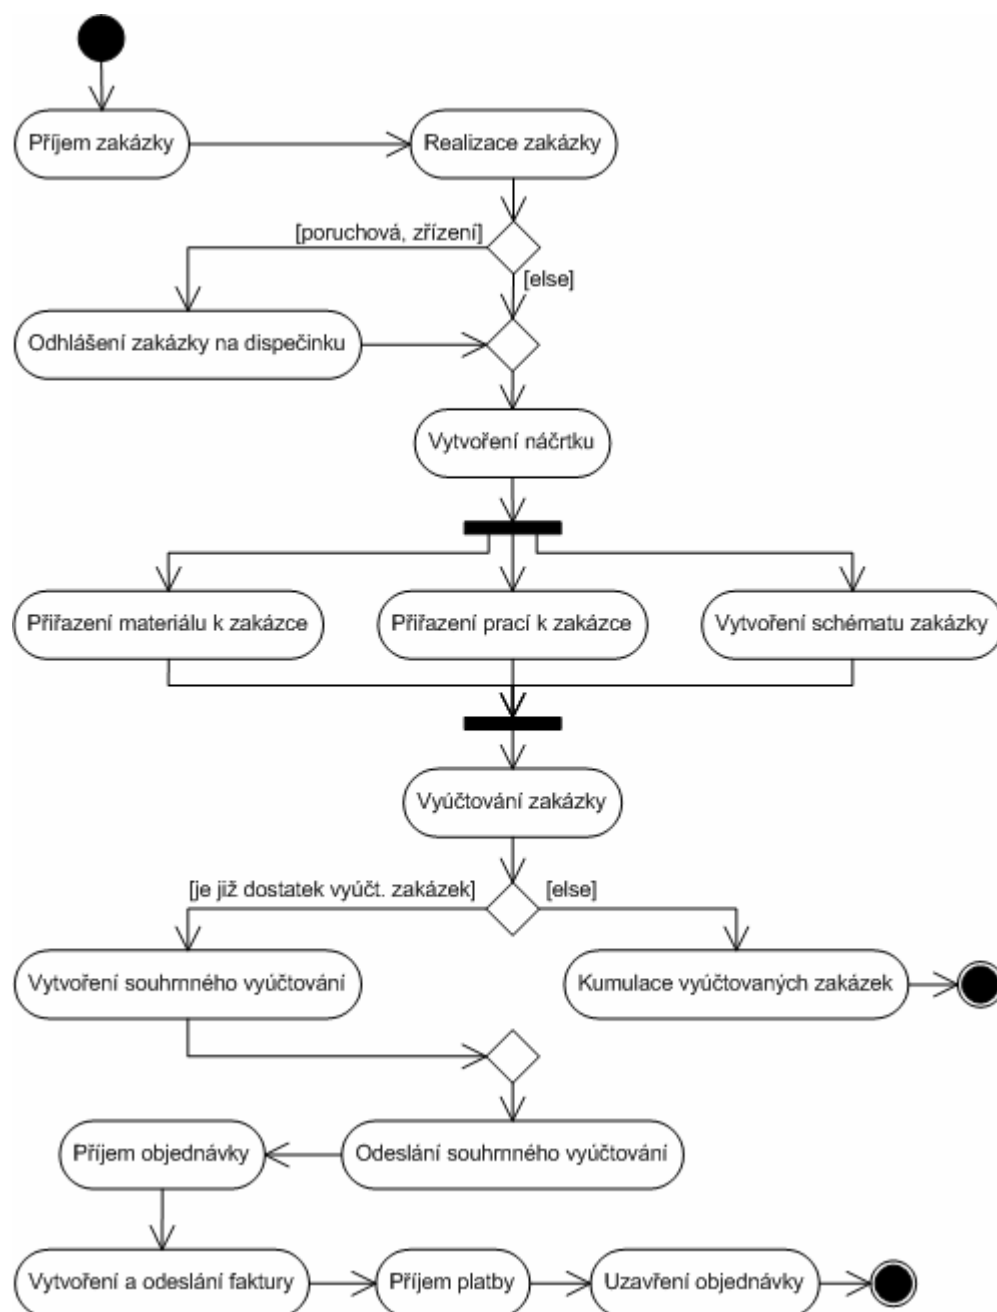 Příjem zakázky
Realizace zakázky
[poruchová, zřízení]
[else]
Odhlášení zakázky na dispečinku
Vytvoření náčrtku
Přiřazení materiálu k zakázce
Přiřazení prací k zakázce
Vytvoření schématu zakázky
Vyúčtování zakázky
[je již dostatek vyúčt. zakázek]
[else]
Vytvoření souhrnného vyúčtování
Kumulace vyúčtovaných zakázek
Příjem objednávky
Odeslání souhrnného vyúčtování
Vytvoření a odeslání faktury
Příjem platby
Uzavření objednávky